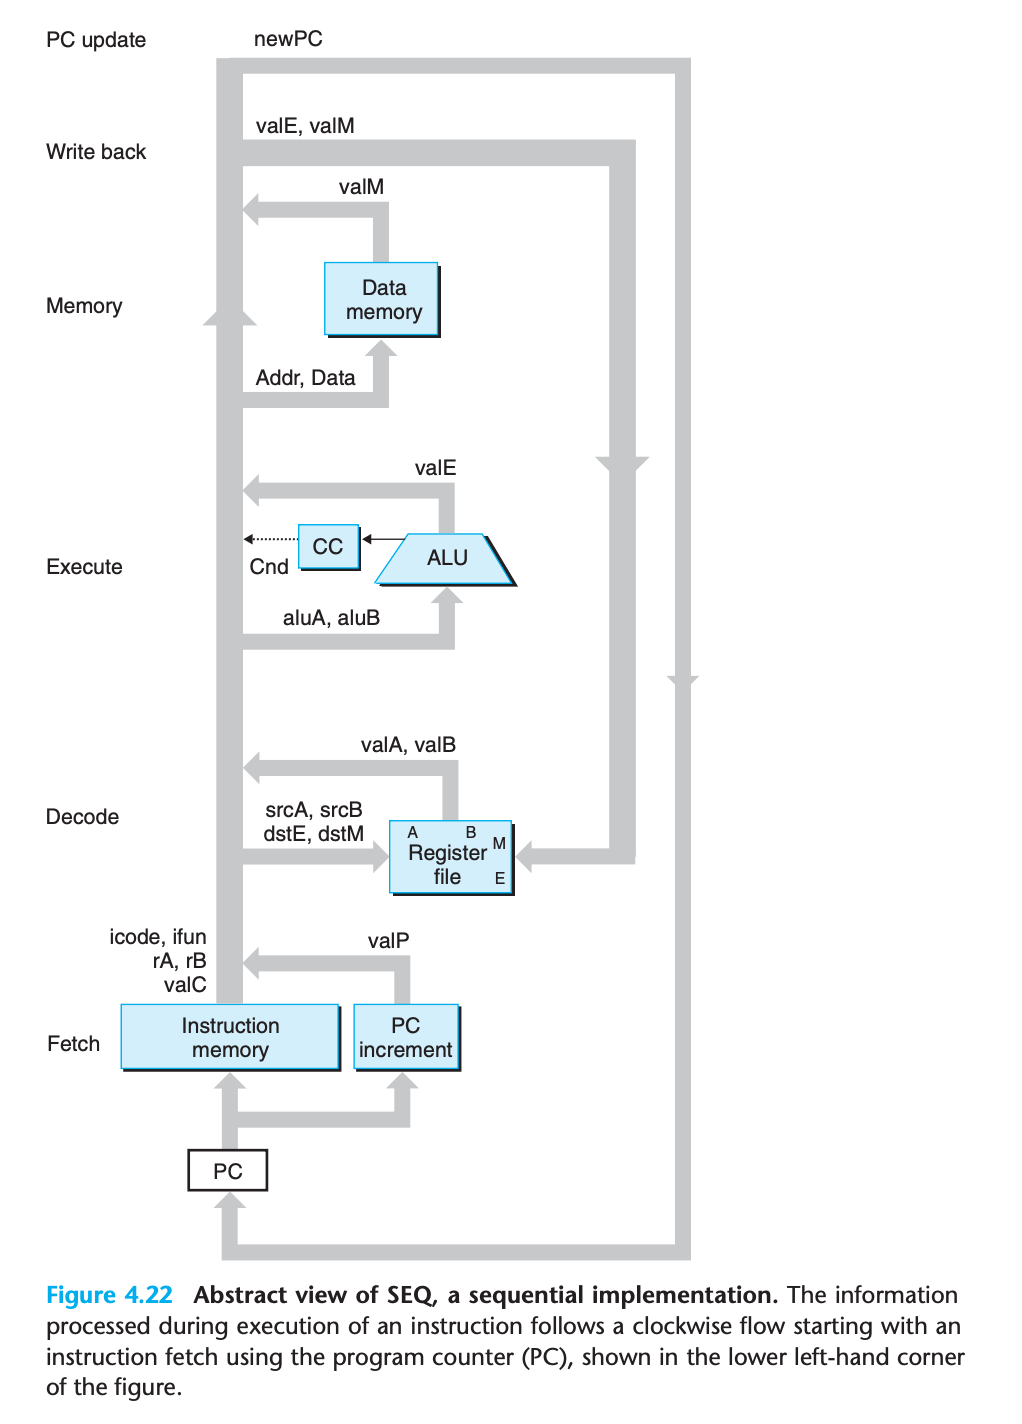 PC update
newPC
valE, valM
Write back
valM
Data
memory
Memory
Addr, Data
valE
CC
ALU
Cnd
Execute
aluA, aluB
valA, valB
srcA, srcB
dstE, dstM
Decode
A B M
Register
file
E
icode, ifun
rA, rB
valC
valP
Instruction
memory
PC
increment
Fetch
PC
Figure 4.22 Abstract view of SEQ, a sequential implementation. The information
processed during execution of an instruction follows a clockwise flow starting with an
instruction fetch using the program counter (PC), shown in the lower left-hand corner
of the figure.